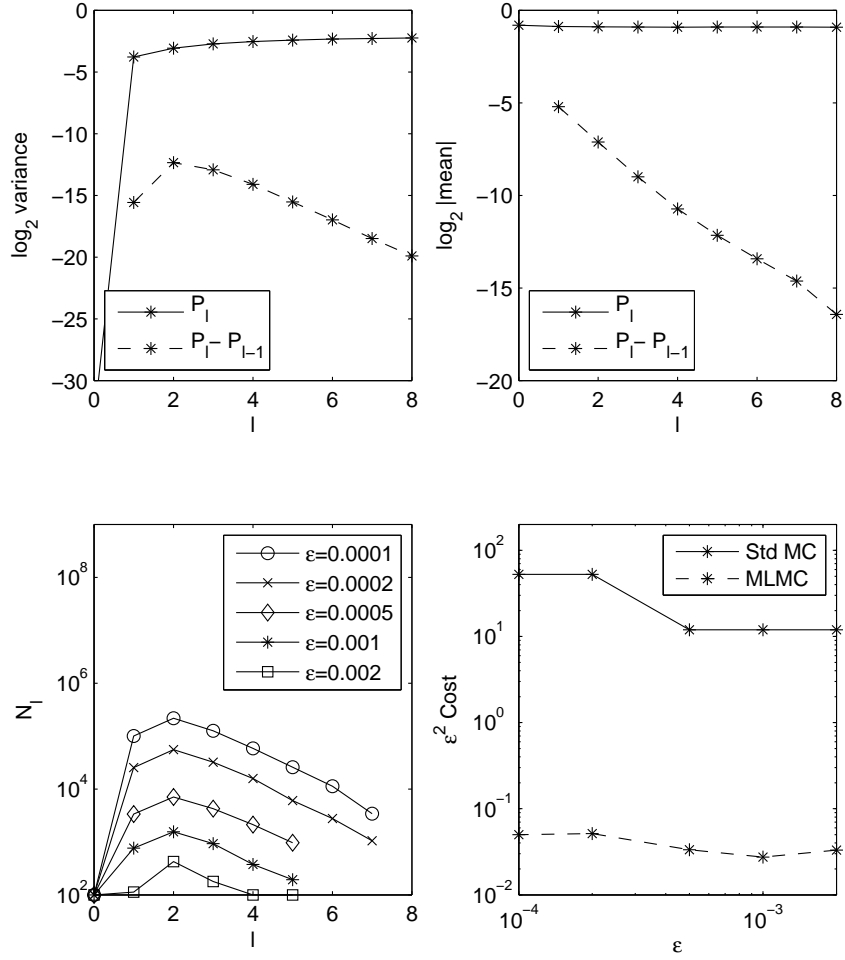 0
−5
−10
−15
−20
−25
−30
log₂ variance
0 2 4 6 8
l
P_l
P_l − P_{l−1}
0
−5
−10
−15
−20
log₂ |mean|
0 2 4 6 8
l
P_l
P_l − P_{l−1}
10⁸
10⁶
10⁴
10²
N_l
0 2 4 6 8
l
ε=0.0001
ε=0.0002
ε=0.0005
ε=0.001
ε=0.002
10²
10¹
10⁰
10⁻¹
10⁻²
ε² Cost
10⁻⁴ 10⁻³
ε
Std MC
MLMC